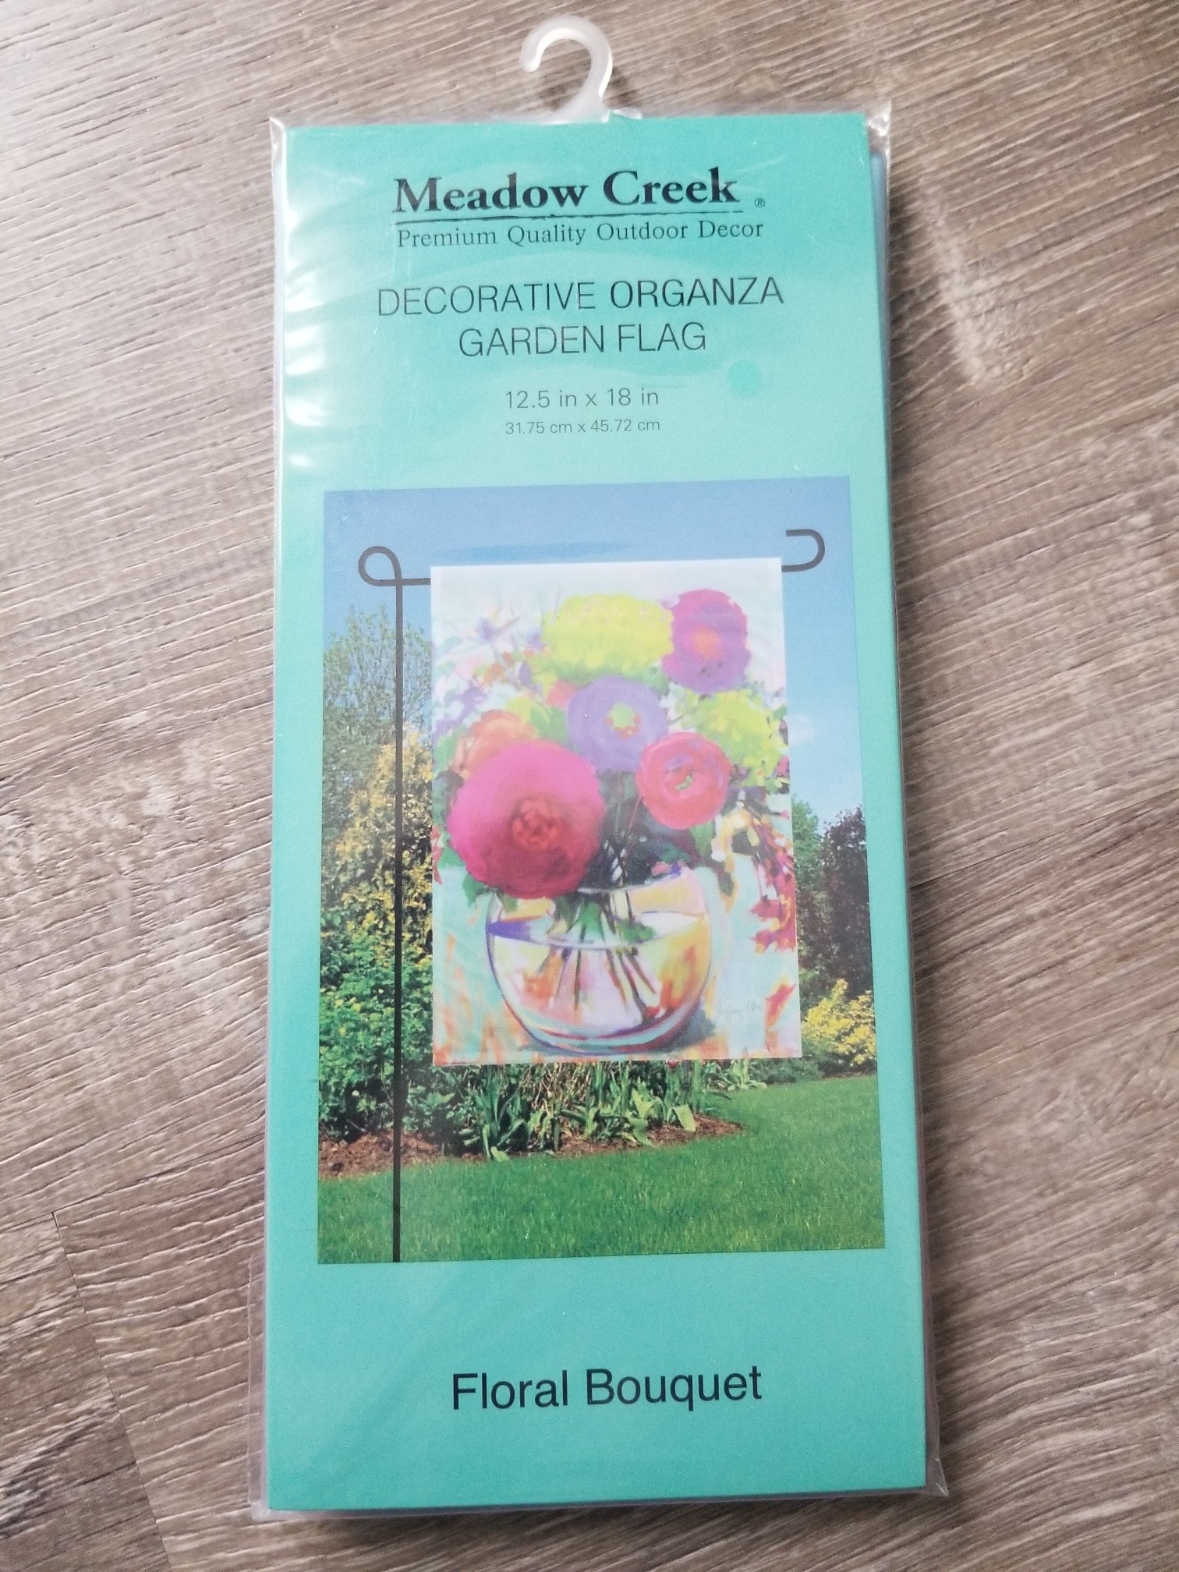 Meadow Creek ®
Premium Quality Outdoor Decor
DECORATIVE ORGANZA
GARDEN FLAG
12.5 in x 18 in
31.75 cm x 45.72 cm
Floral Bouquet